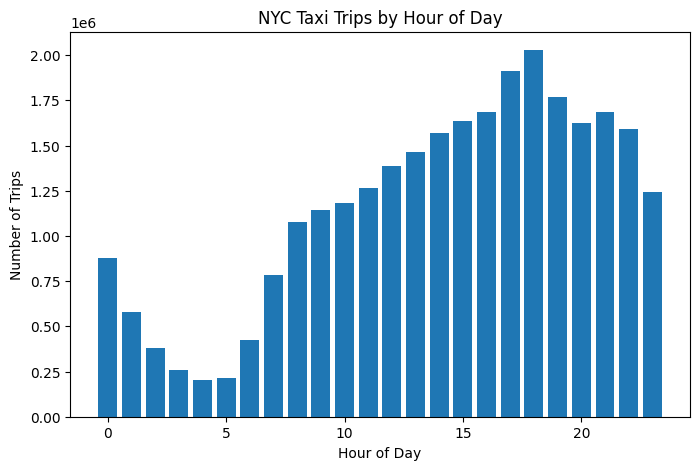 NYC Taxi Trips by Hour of Day
1e6
2.00
1.75
1.50
1.25
1.00
0.75
0.50
0.25
0.00
Number of Trips
0 5 10 15 20
Hour of Day